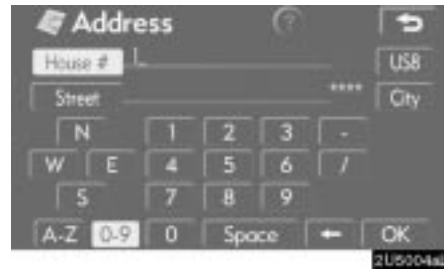 Address ?
House # US8
Street **** City
N 1 2 3 -
W E 4 5 6 /
S 7 8 9
A-Z 0-9 0 Space ← OK
2U5004a